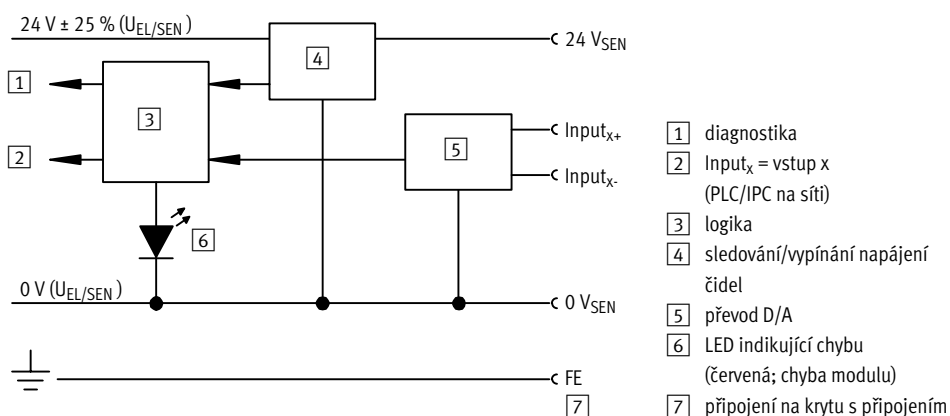 24 V ± 25 % (U_EL/SEN )
24 V_SEN
4
1
3
Input_x+
5
2
Input_x-
6
0 V (U_EL/SEN )
0 V_SEN
FE
7
1 diagnostika
2 Input_x = vstup x
(PLC/IPC na síti)
3 logika
4 sledování/vypínání napájení
čidel
5 převod D/A
6 LED indikující chybu
(červená; chyba modulu)
7 připojení na krytu s připojením